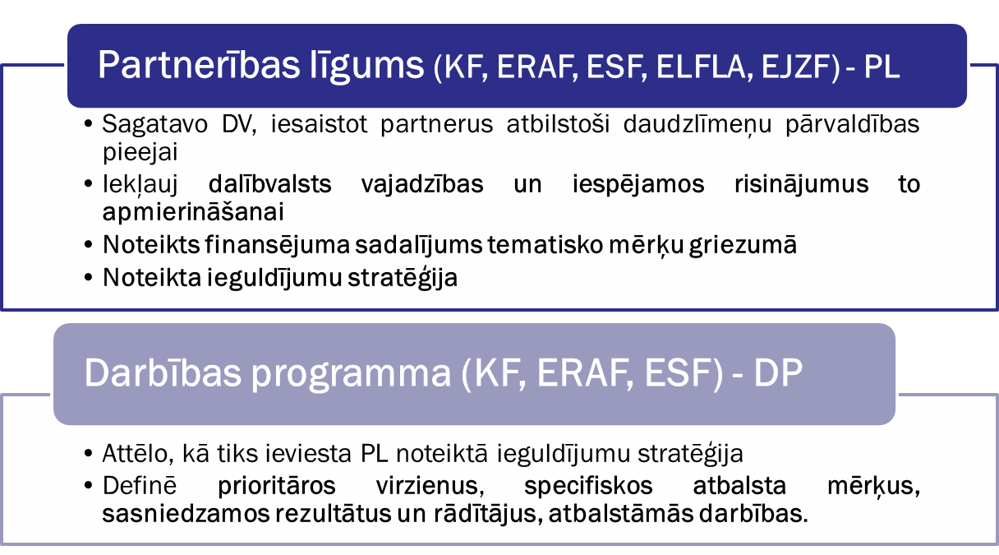 Partnerības līgums (KF, ERAF, ESF, ELFLA, EJZF) - PL
• Sagatavo DV, iesaistot partnerus atbilstoši daudzlīmeņu pārvaldības
pieejai
• Iekļauj dalībvalsts vajadzības un iespējamos risinājumus to
apmierināšanai
• Noteikts finansējuma sadalījums tematisko mērķu griezumā
• Noteikta ieguldījumu stratēģija
Darbības programma (KF, ERAF, ESF) - DP
• Attēlo, kā tiks ieviesta PL noteiktā ieguldījumu stratēģija
• Definē prioritāros virzienus, specifiskos atbalsta mērķus,
sasniedzamos rezultātus un rādītājus, atbalstāmās darbības.